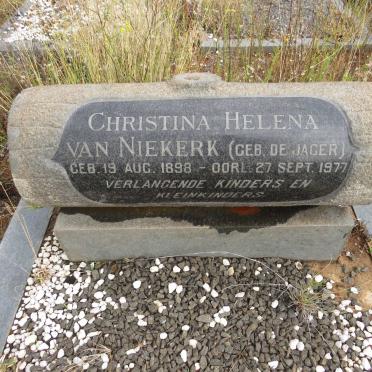 CHRISTINA HELENA
VAN NIEKERK (GEB. DE JAGER)
GEB. 19 AUG. 1898 - OORL. 27 SEPT. 1977
VERLANGENDE KINDERS EN
KLEINKINDERS